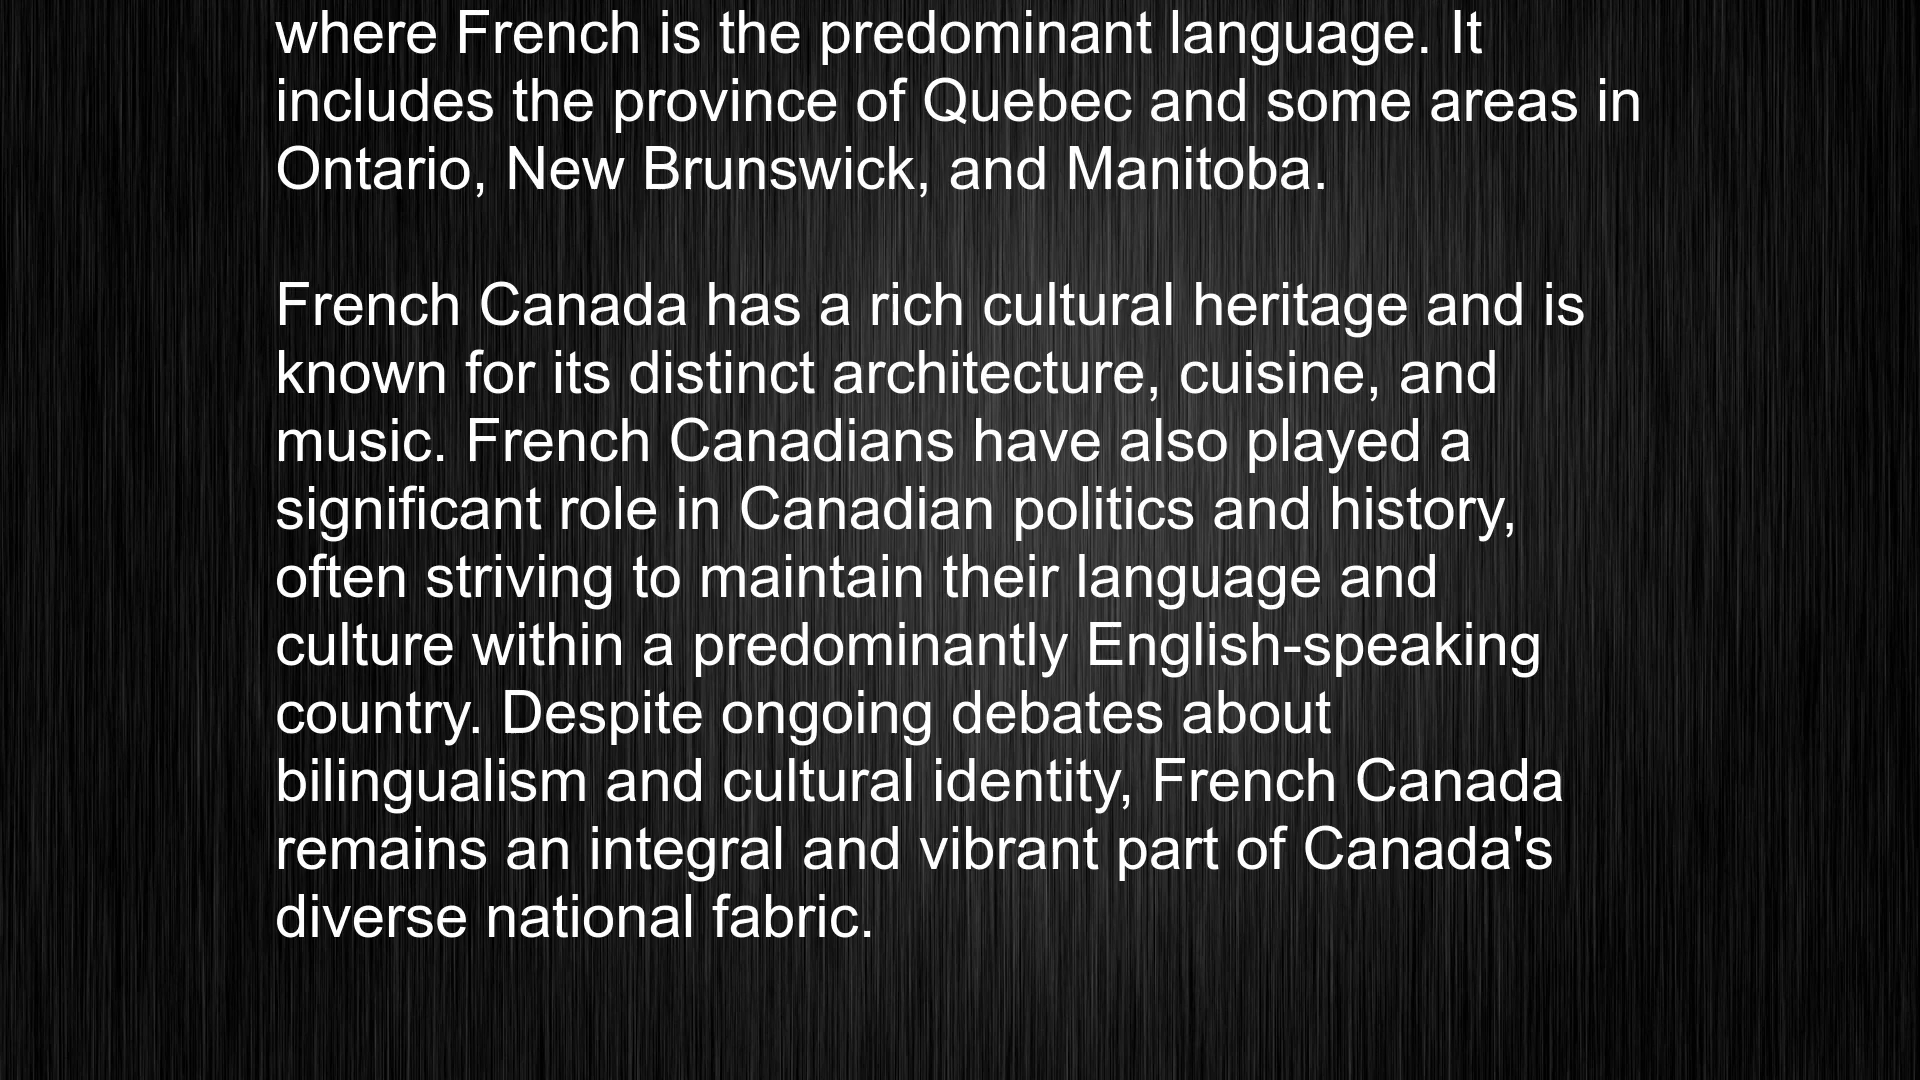 where French is the predominant language. It
includes the province of Quebec and some areas in
Ontario, New Brunswick, and Manitoba.
French Canada has a rich cultural heritage and is
known for its distinct architecture, cuisine, and
music. French Canadians have also played a
significant role in Canadian politics and history,
often striving to maintain their language and
culture within a predominantly English-speaking
country. Despite ongoing debates about
bilingualism and cultural identity, French Canada
remains an integral and vibrant part of Canada's
diverse national fabric.